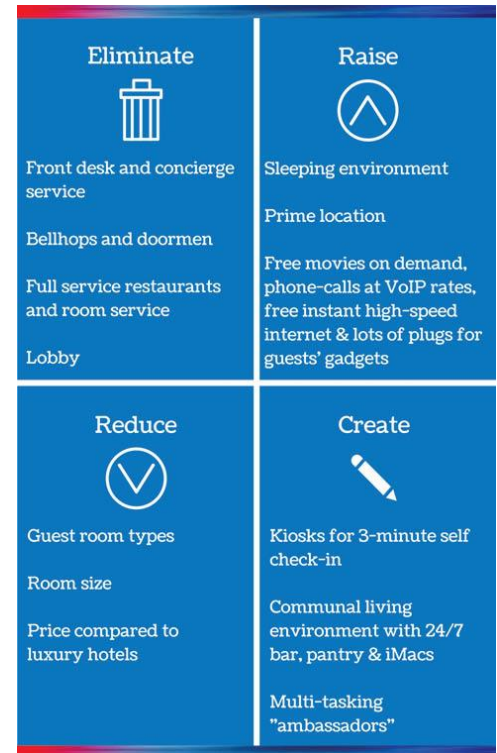 Eliminate
Front desk and concierge
service
Bellhops and doormen
Full service restaurants
and room service
Lobby
Raise
Sleeping environment
Prime location
Free movies on demand,
phone-calls at VoIP rates,
free instant high-speed
internet & lots of plugs for
guests' gadgets
Reduce
Guest room types
Room size
Price compared to
luxury hotels
Create
Kiosks for 3-minute self
check-in
Communal living
environment with 24/7
bar, pantry & iMacs
Multi-tasking
”ambassadors”